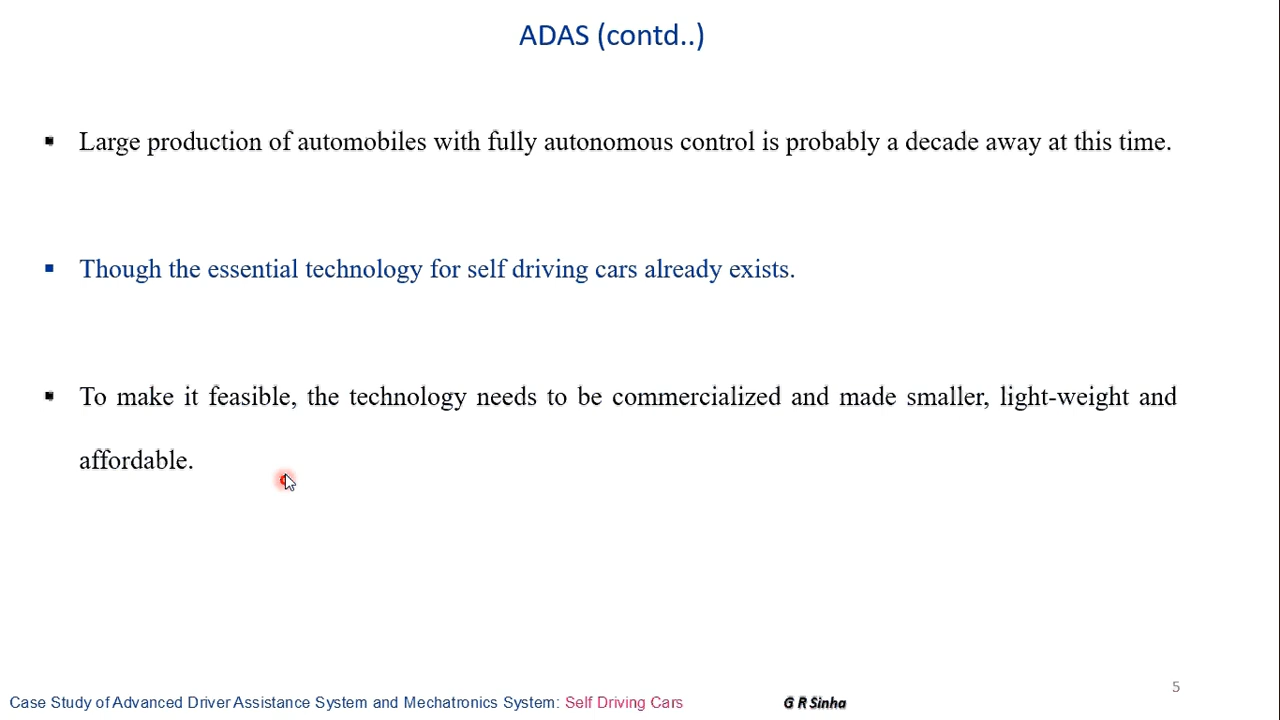 ADAS (contd..)
Large production of automobiles with fully autonomous control is probably a decade away at this time.
Though the essential technology for self driving cars already exists.
To make it feasible, the technology needs to be commercialized and made smaller, light-weight and
affordable.
5
Case Study of Advanced Driver Assistance System and Mechatronics System: Self Driving Cars G R Sinha